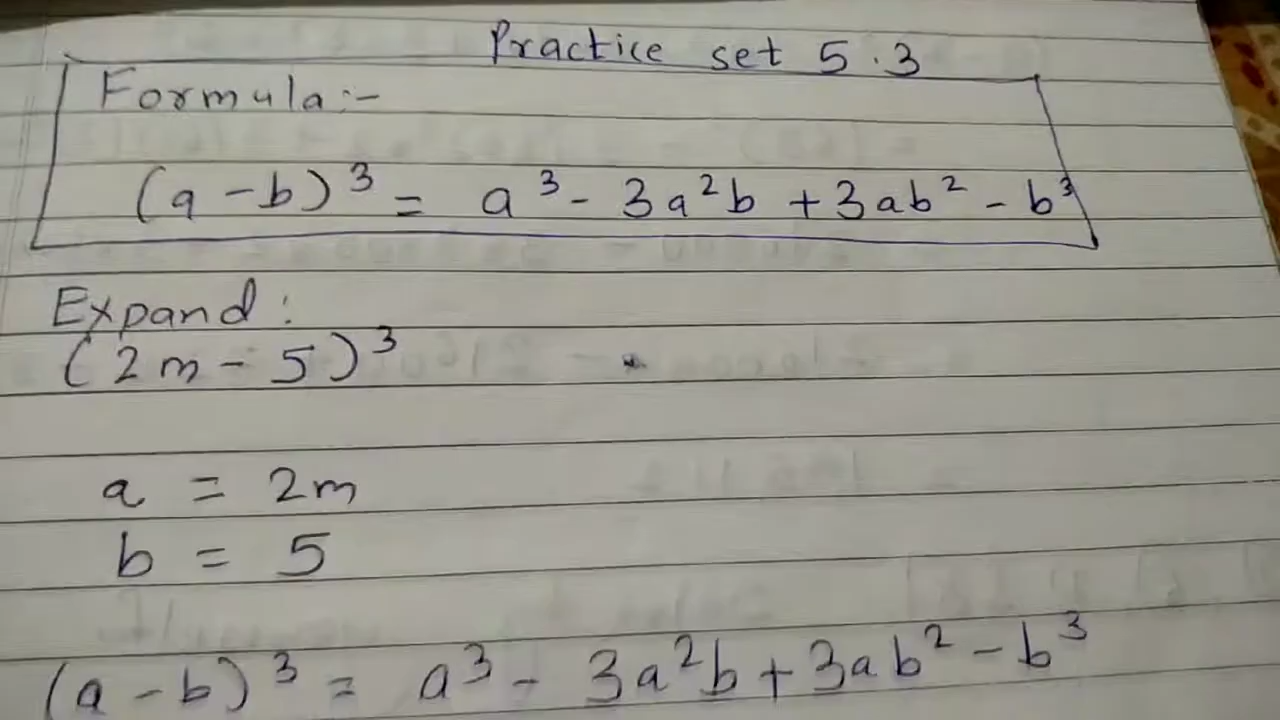 Practice set 5.3
Formula:-
(a - b)³ = a³ - 3a²b + 3ab² - b³
Expand:
(2m - 5)³
a = 2m
b = 5
(a - b)³ = a³ - 3a²b + 3ab² - b³